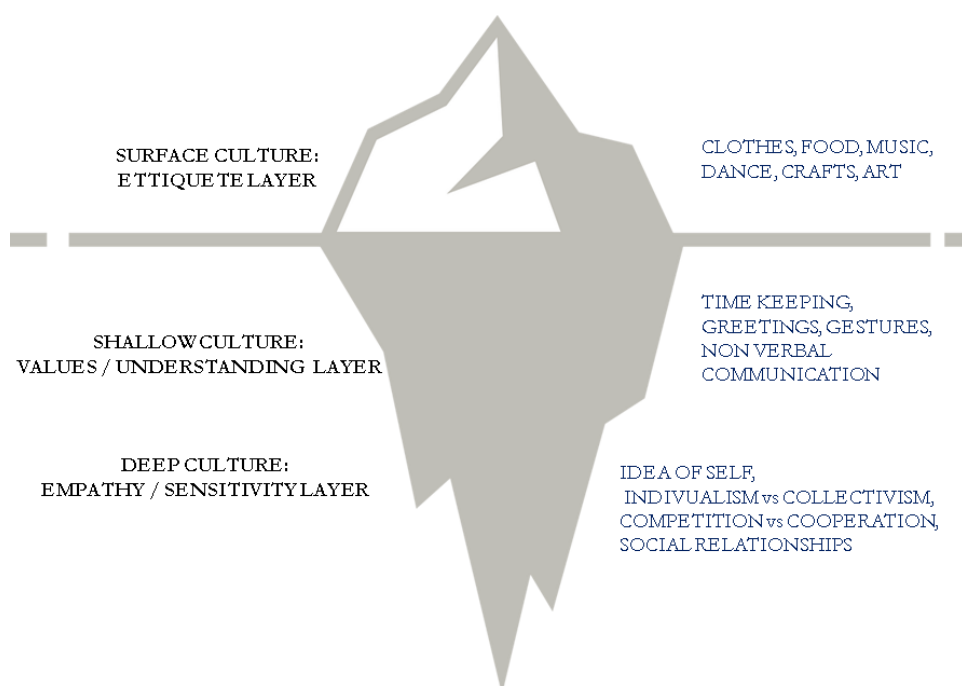 SURFACE CULTURE:
ETTIQUETE LAYER
CLOTHES, FOOD, MUSIC,
DANCE, CRAFTS, ART
SHALLOW CULTURE:
VALUES / UNDERSTANDING LAYER
TIME KEEPING,
GREETINGS, GESTURES,
NON VERBAL
COMMUNICATION
DEEP CULTURE:
EMPATHY / SENSITIVITY LAYER
IDEA OF SELF,
INDIVUALISM vs COLLECTIVISM,
COMPETITION vs COOPERATION,
SOCIAL RELATIONSHIPS